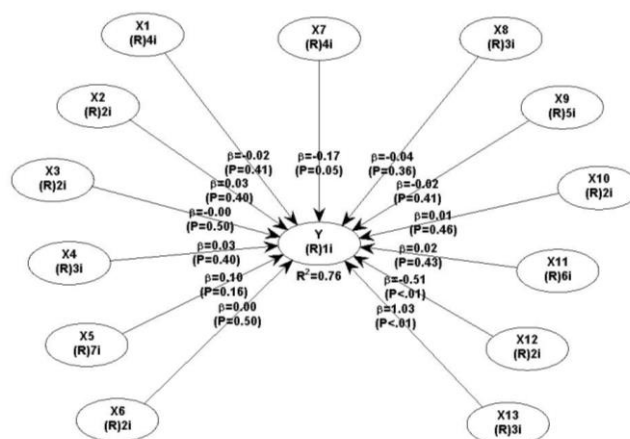 X1
(R)4i
X7
(R)4i
X8
(R)3i
X2
(R)2i
X9
(R)5i
X3
(R)2i
X10
(R)2i
X4
(R)3i
X11
(R)6i
X5
(R)7i
X12
(R)2i
X6
(R)2i
X13
(R)3i
β=-0.02
(P=0.41)
β=-0.17
(P=0.05)
β=-0.04
(P=0.36)
β=0.03
(P=0.40)
β=-0.02
(P=0.41)
β=-0.00
(P=0.50)
β=0.01
(P=0.46)
β=0.03
(P=0.40)
β=0.02
(P=0.43)
β=0.10
(P=0.16)
β=-0.51
(P<.01)
β=0.00
(P=0.50)
β=1.03
(P<.01)
Y
(R)1i
R²=0.76